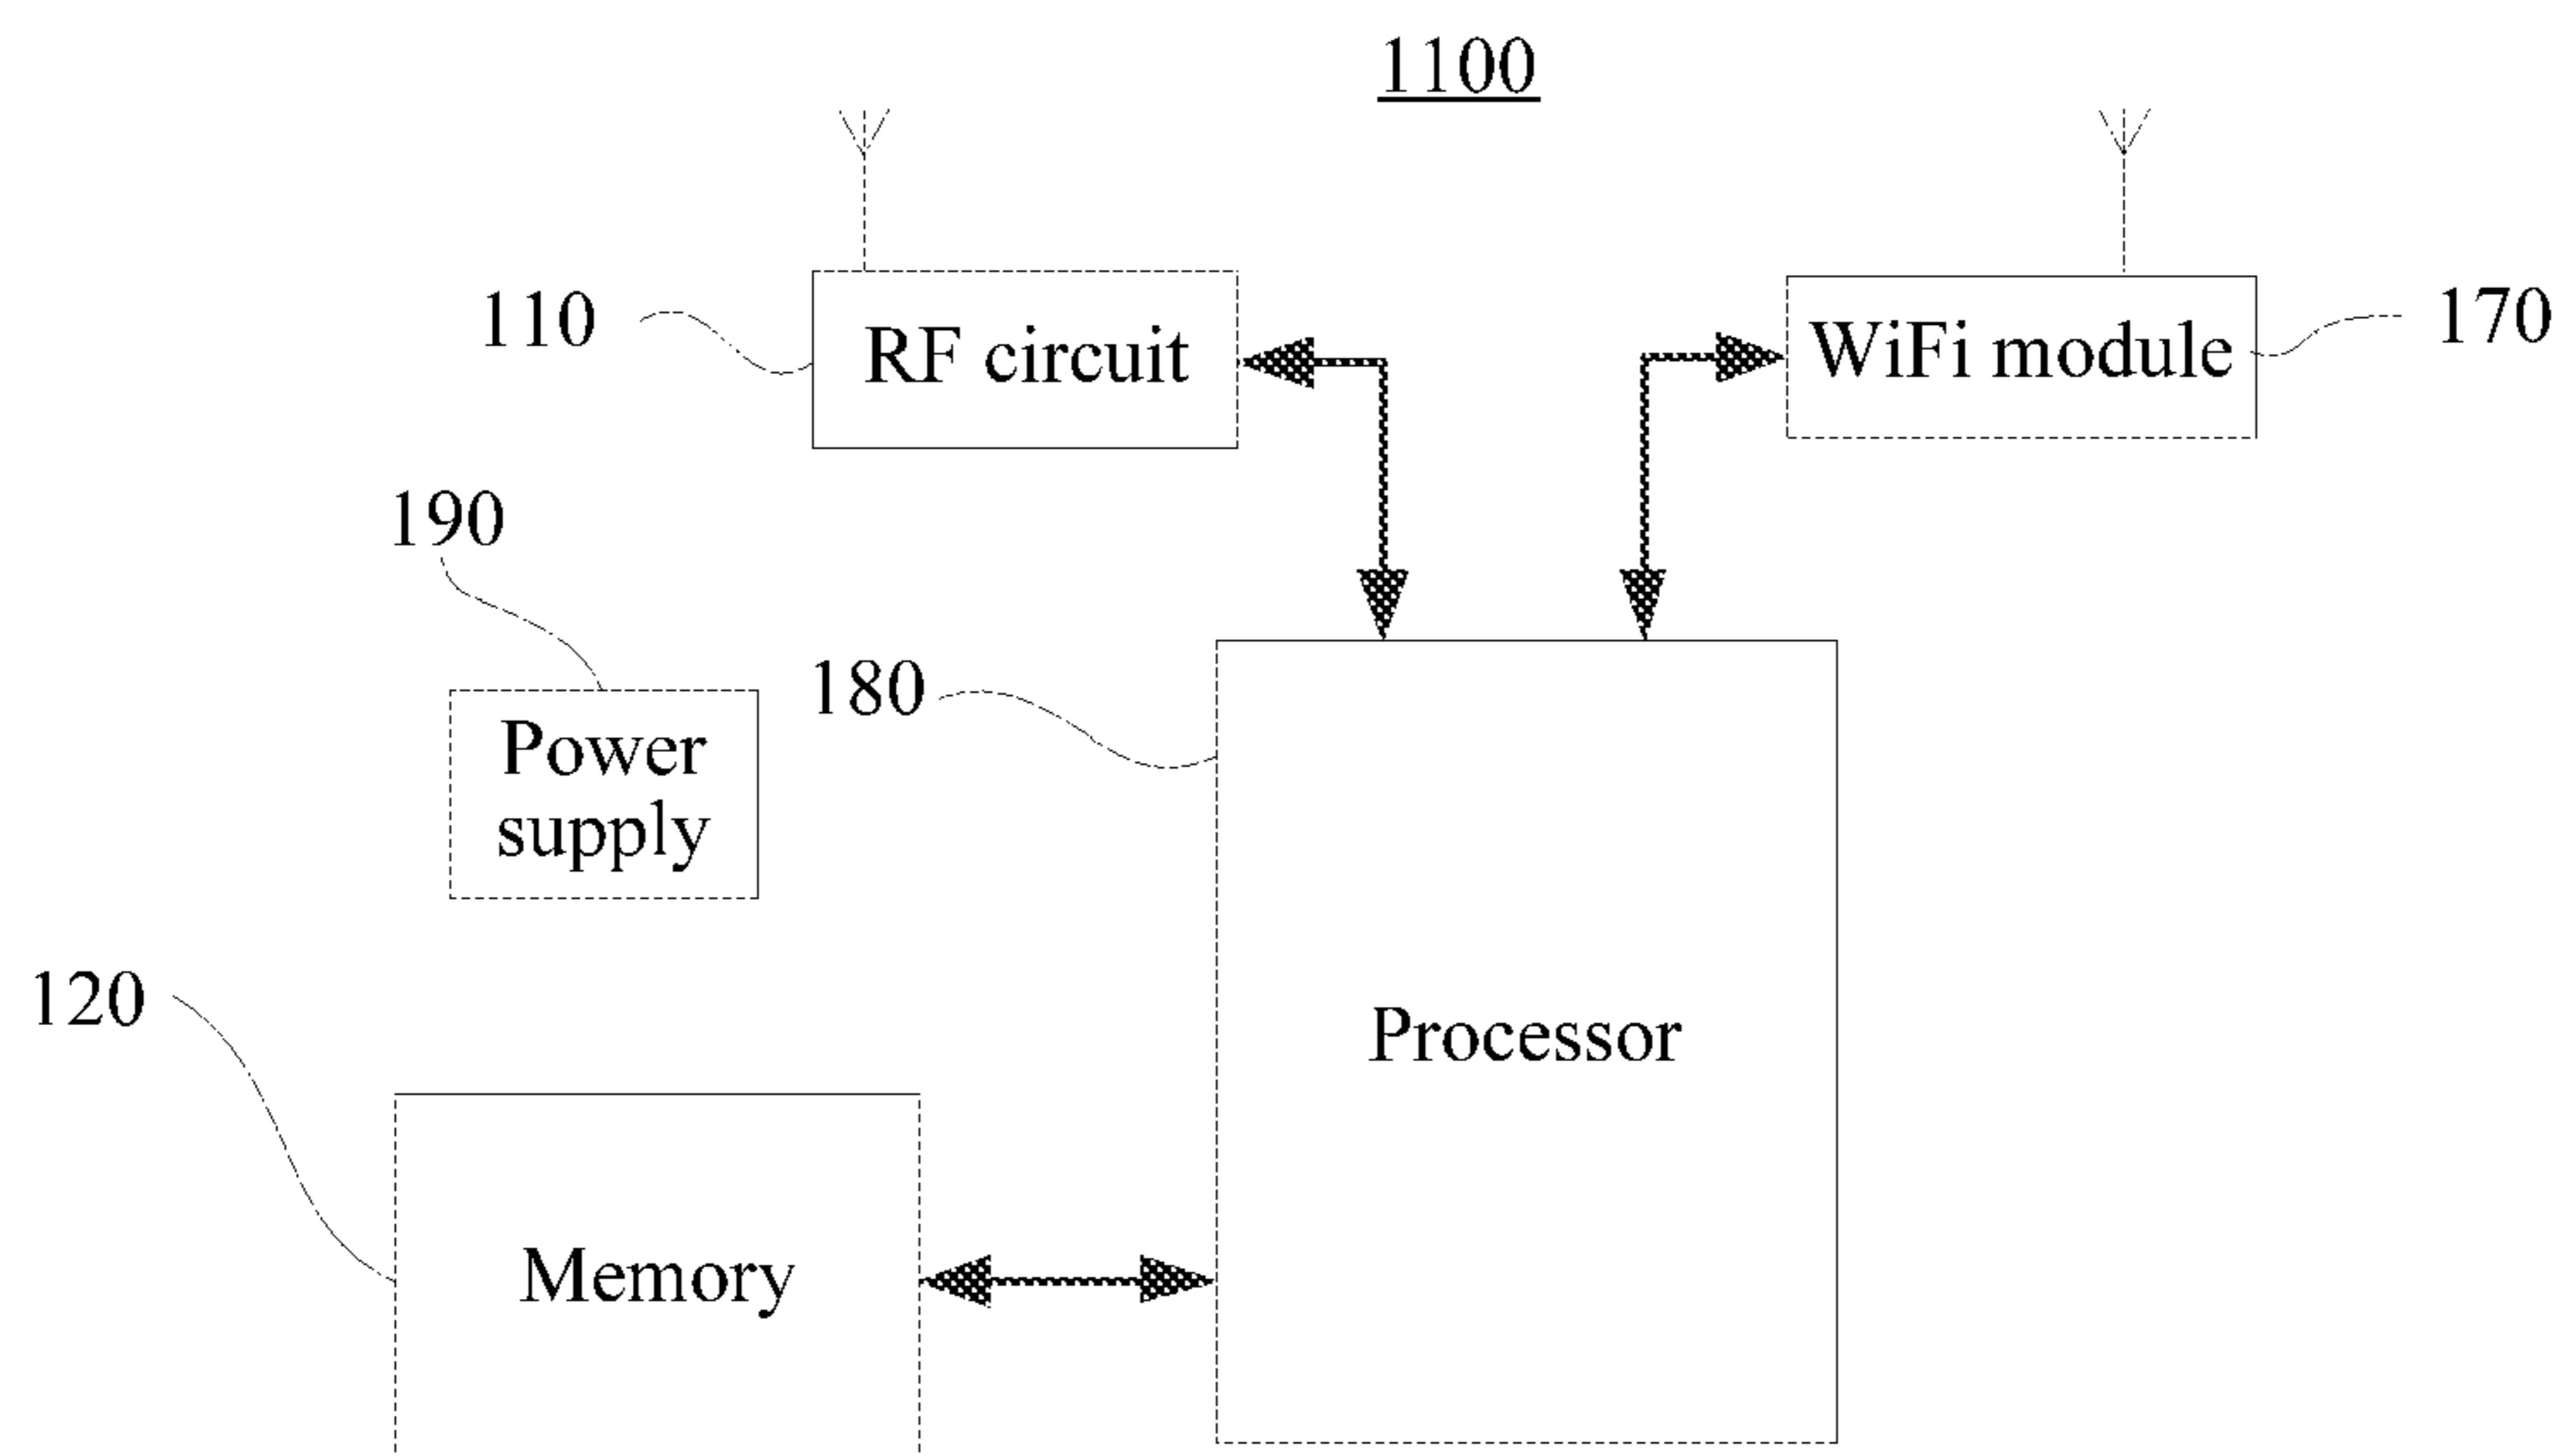 1100
110
RF circuit
WiFi module
170
190
180
Power
supply
120
Processor
Memory